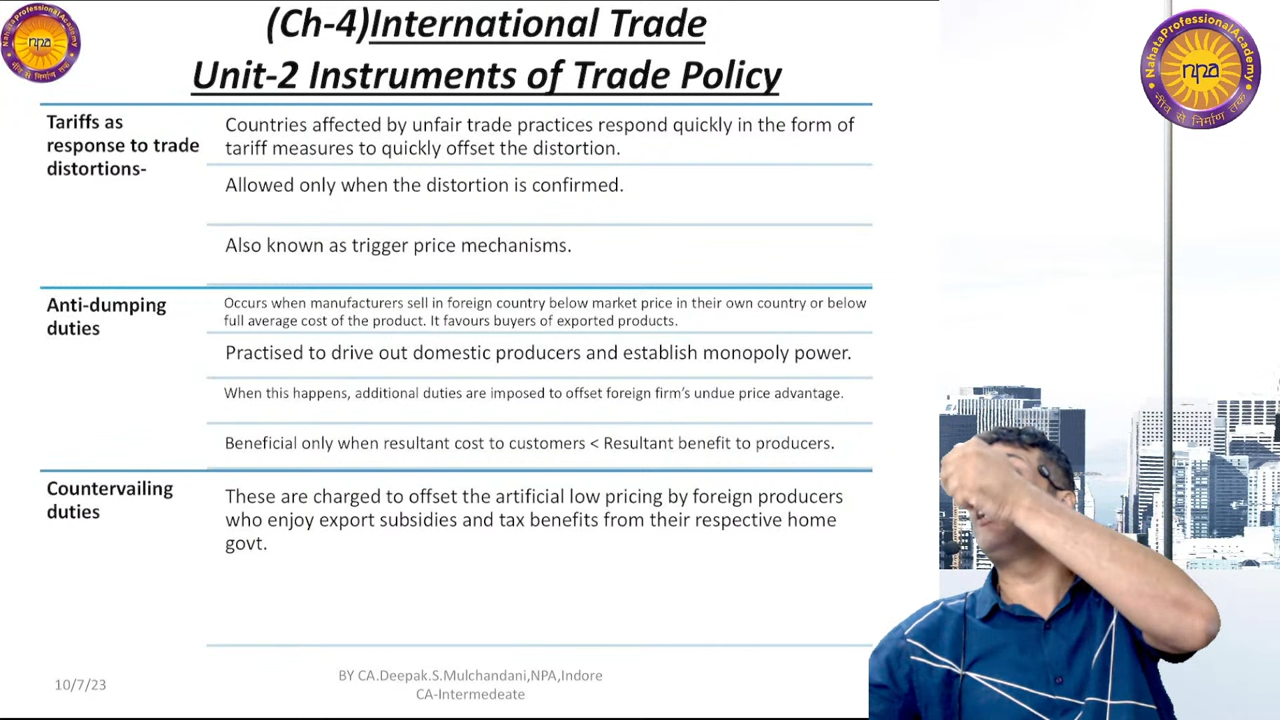 (Ch-4)International Trade
Unit-2 Instruments of Trade Policy
NahataProfessionalAcademy
npa
नींव से निर्माण तक
NahataProfessionalAcademy
npa
नींव से निर्माण तक
Tariffs as
response to trade
distortions-
Countries affected by unfair trade practices respond quickly in the form of
tariff measures to quickly offset the distortion.
Allowed only when the distortion is confirmed.
Also known as trigger price mechanisms.
Anti-dumping
duties
Occurs when manufacturers sell in foreign country below market price in their own country or below
full average cost of the product. It favours buyers of exported products.
Practised to drive out domestic producers and establish monopoly power.
When this happens, additional duties are imposed to offset foreign firm's undue price advantage.
Beneficial only when resultant cost to customers < Resultant benefit to producers.
Countervailing
duties
These are charged to offset the artificial low pricing by foreign producers
who enjoy export subsidies and tax benefits from their respective home
govt.
10/7/23
BY CA.Deepak.S.Mulchandani,NPA,Indore
CA-Intermedeate